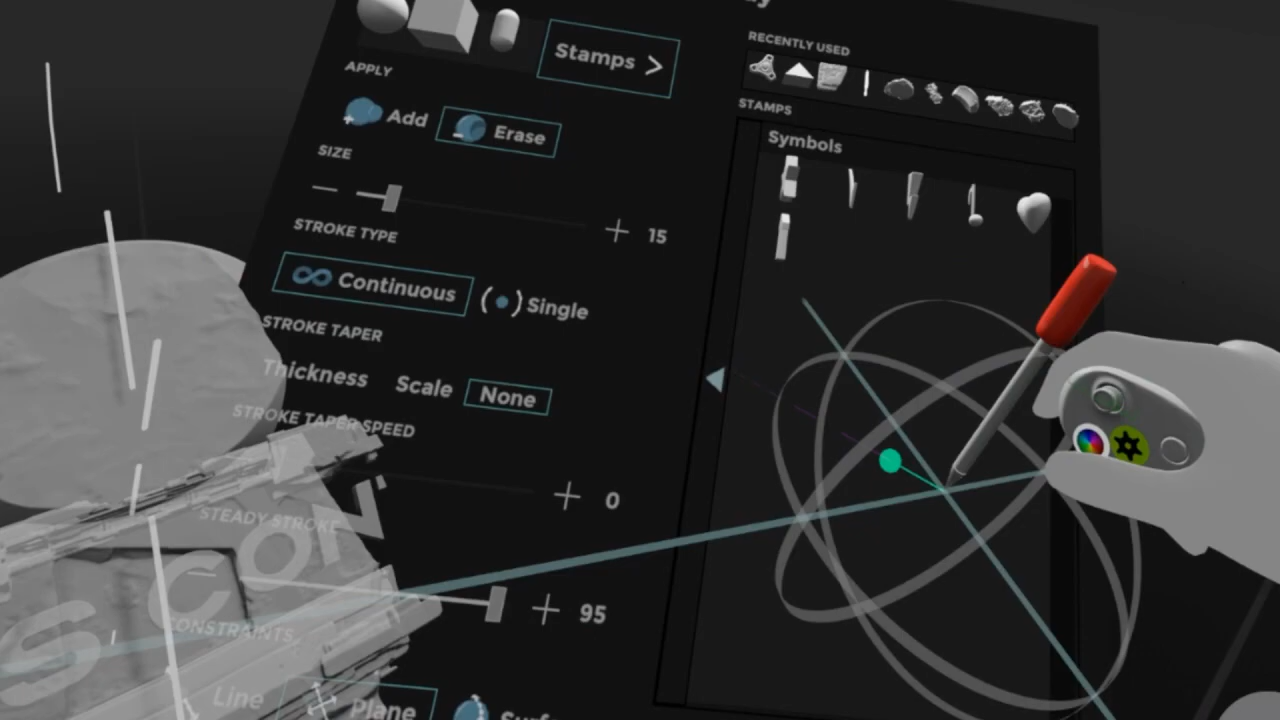 Stamps >
APPLY
Add
Erase
SIZE
15
STROKE TYPE
Continuous
Single
STROKE TAPER
Thickness
Scale
None
STROKE TAPER SPEED
0
STEADY STROKE
95
CONSTRAINTS
Line
Plane
RECENTLY USED
STAMPS
Symbols